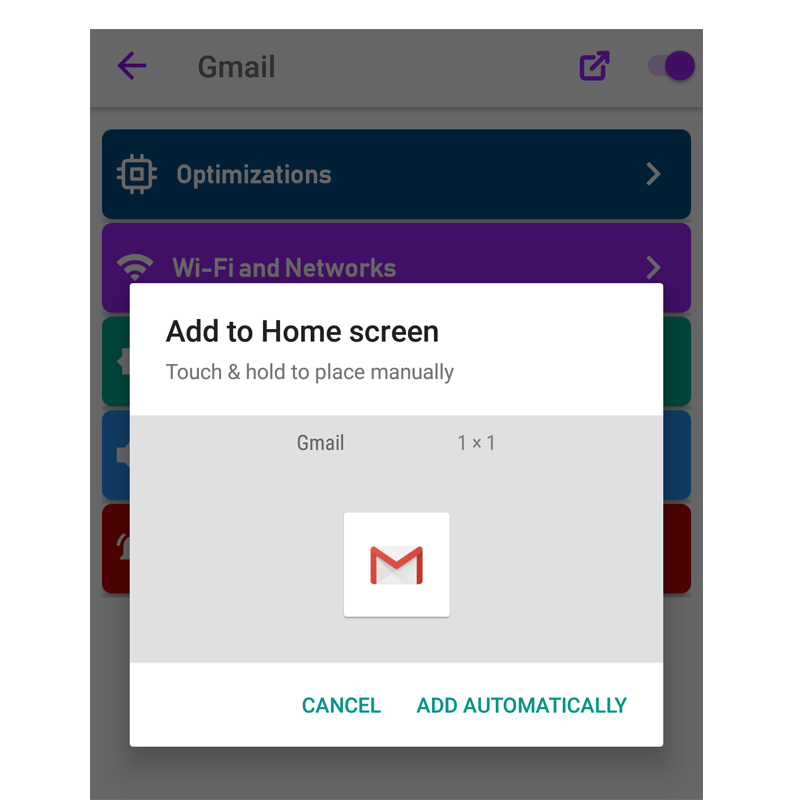 Gmail
Optimizations
Wi-Fi and Networks
Add to Home screen
Touch & hold to place manually
Gmail 1 × 1
CANCEL ADD AUTOMATICALLY